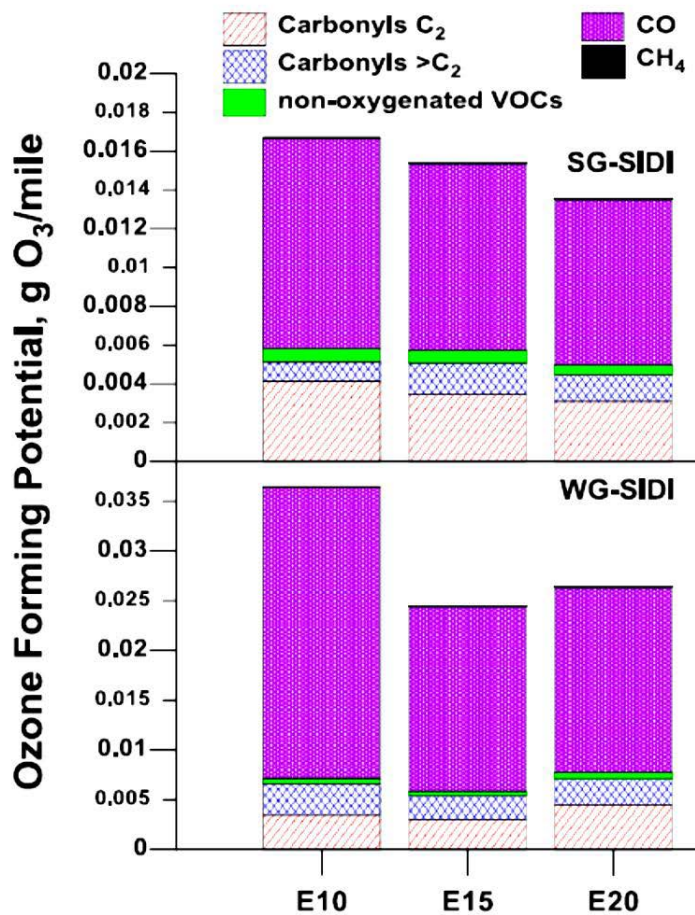 Carbonyls C₂
CO
Carbonyls >C₂
CH₄
non-oxygenated VOCs
Ozone Forming Potential, g O₃/mile
0.02
0.018
0.016
SG-SIDI
0.014
0.012
0.01
0.008
0.006
0.004
0.002
0
WG-SIDI
0.035
0.03
0.025
0.02
0.015
0.01
0.005
0
E10
E15
E20